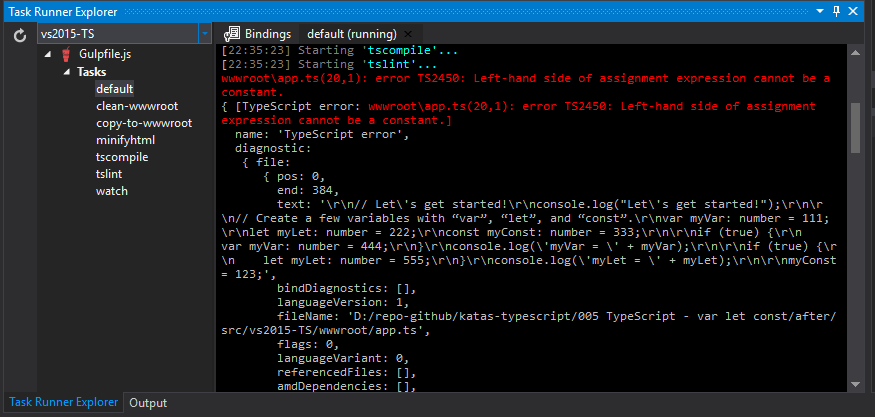 Task Runner Explorer
vs2015-TS
Gulpfile.js
Tasks
default
clean-wwwroot
copy-to-wwwroot
minifyhtml
tscompile
tslint
watch
Bindings default (running)
[22:35:23] Starting 'tscompile'...
[22:35:23] Starting 'tslint'...
wwwroot\app.ts(20,1): error TS2450: Left-hand side of assignment expression cannot be a
constant.
{ [TypeScript error: wwwroot\app.ts(20,1): error TS2450: Left-hand side of assignment
expression cannot be a constant.]
name: 'TypeScript error',
diagnostic:
{ file:
{ pos: 0,
end: 384,
text: '\r\n// Let\'s get started!\r\nconsole.log("Let\'s get started!");\r\n\r
\n// Create a few variables with “var”, “let”, and “const”.\r\nvar myVar: number = 111;
\r\nlet myLet: number = 222;\r\nconst myConst: number = 333;\r\n\r\nif (true) {\r\n
var myVar: number = 444;\r\n}\r\nconsole.log(\'myVar = \' + myVar);\r\n\r\nif (true) {\r
\n let myLet: number = 555;\r\n}\r\nconsole.log(\'myLet = \' + myLet);\r\n\r\nmyConst
= 123;',
bindDiagnostics: [],
languageVersion: 1,
fileName: 'D:/repo-github/katas-typescript/005 TypeScript - var let const/after/
src/vs2015-TS/wwwroot/app.ts',
flags: 0,
languageVariant: 0,
referencedFiles: [],
amdDependencies: [],
Task Runner Explorer Output